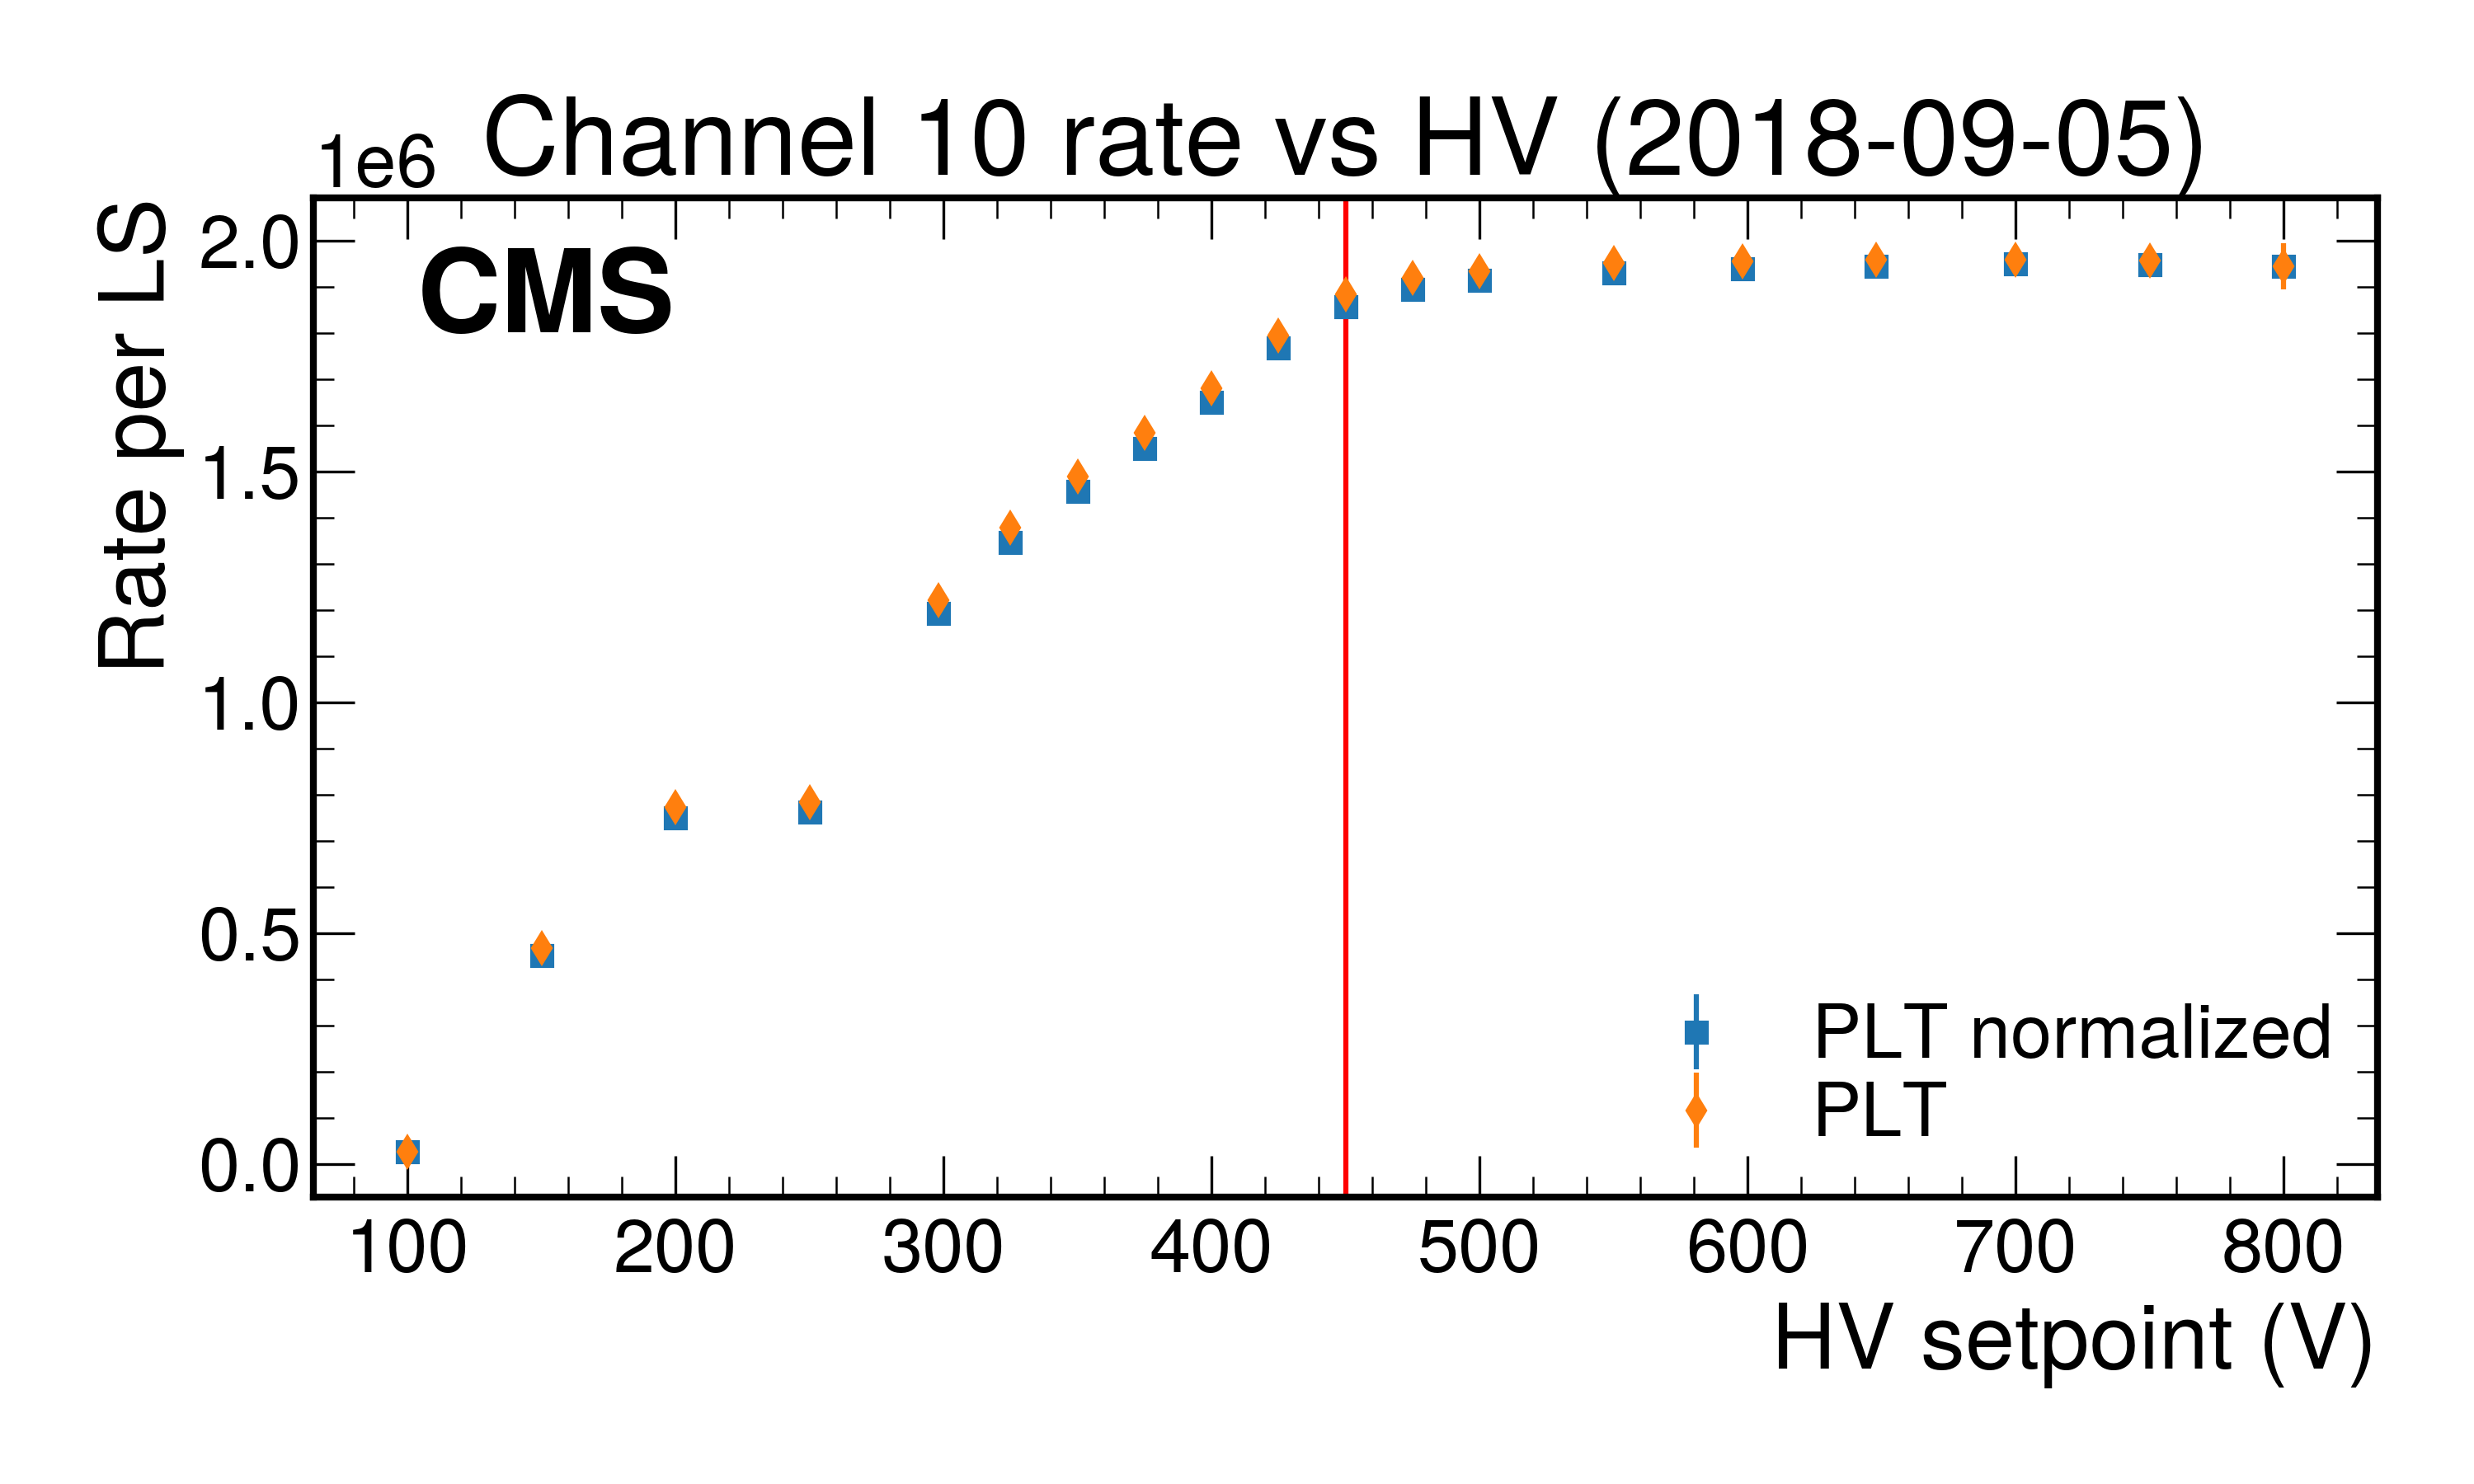 Channel 10 rate vs HV (2018-09-05)
1e6
CMS
Rate per LS
2.0
1.5
1.0
0.5
0.0
PLT normalized
PLT
100 200 300 400 500 600 700 800
HV setpoint (V)